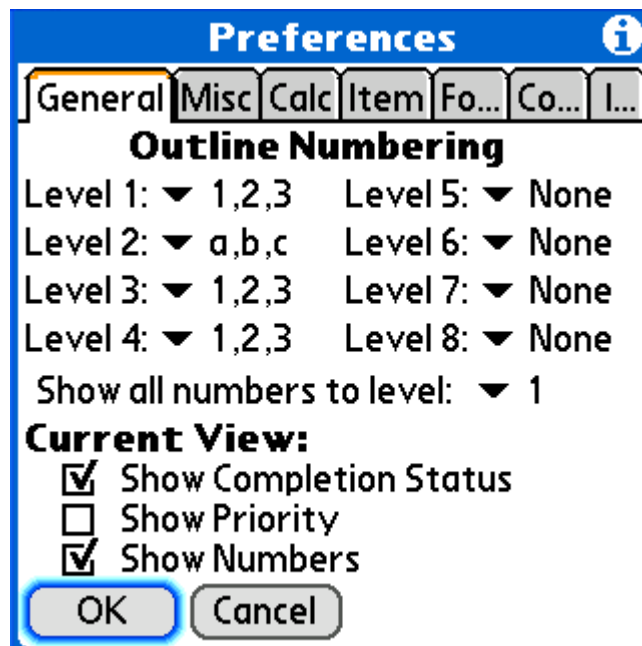 Preferences
General Misc Calc Item Fo... Co... I...
Outline Numbering
Level 1: 1,2,3 Level 5: None
Level 2: a,b,c Level 6: None
Level 3: 1,2,3 Level 7: None
Level 4: 1,2,3 Level 8: None
Show all numbers to level: 1
Current View:
Show Completion Status
Show Priority
Show Numbers
OK Cancel